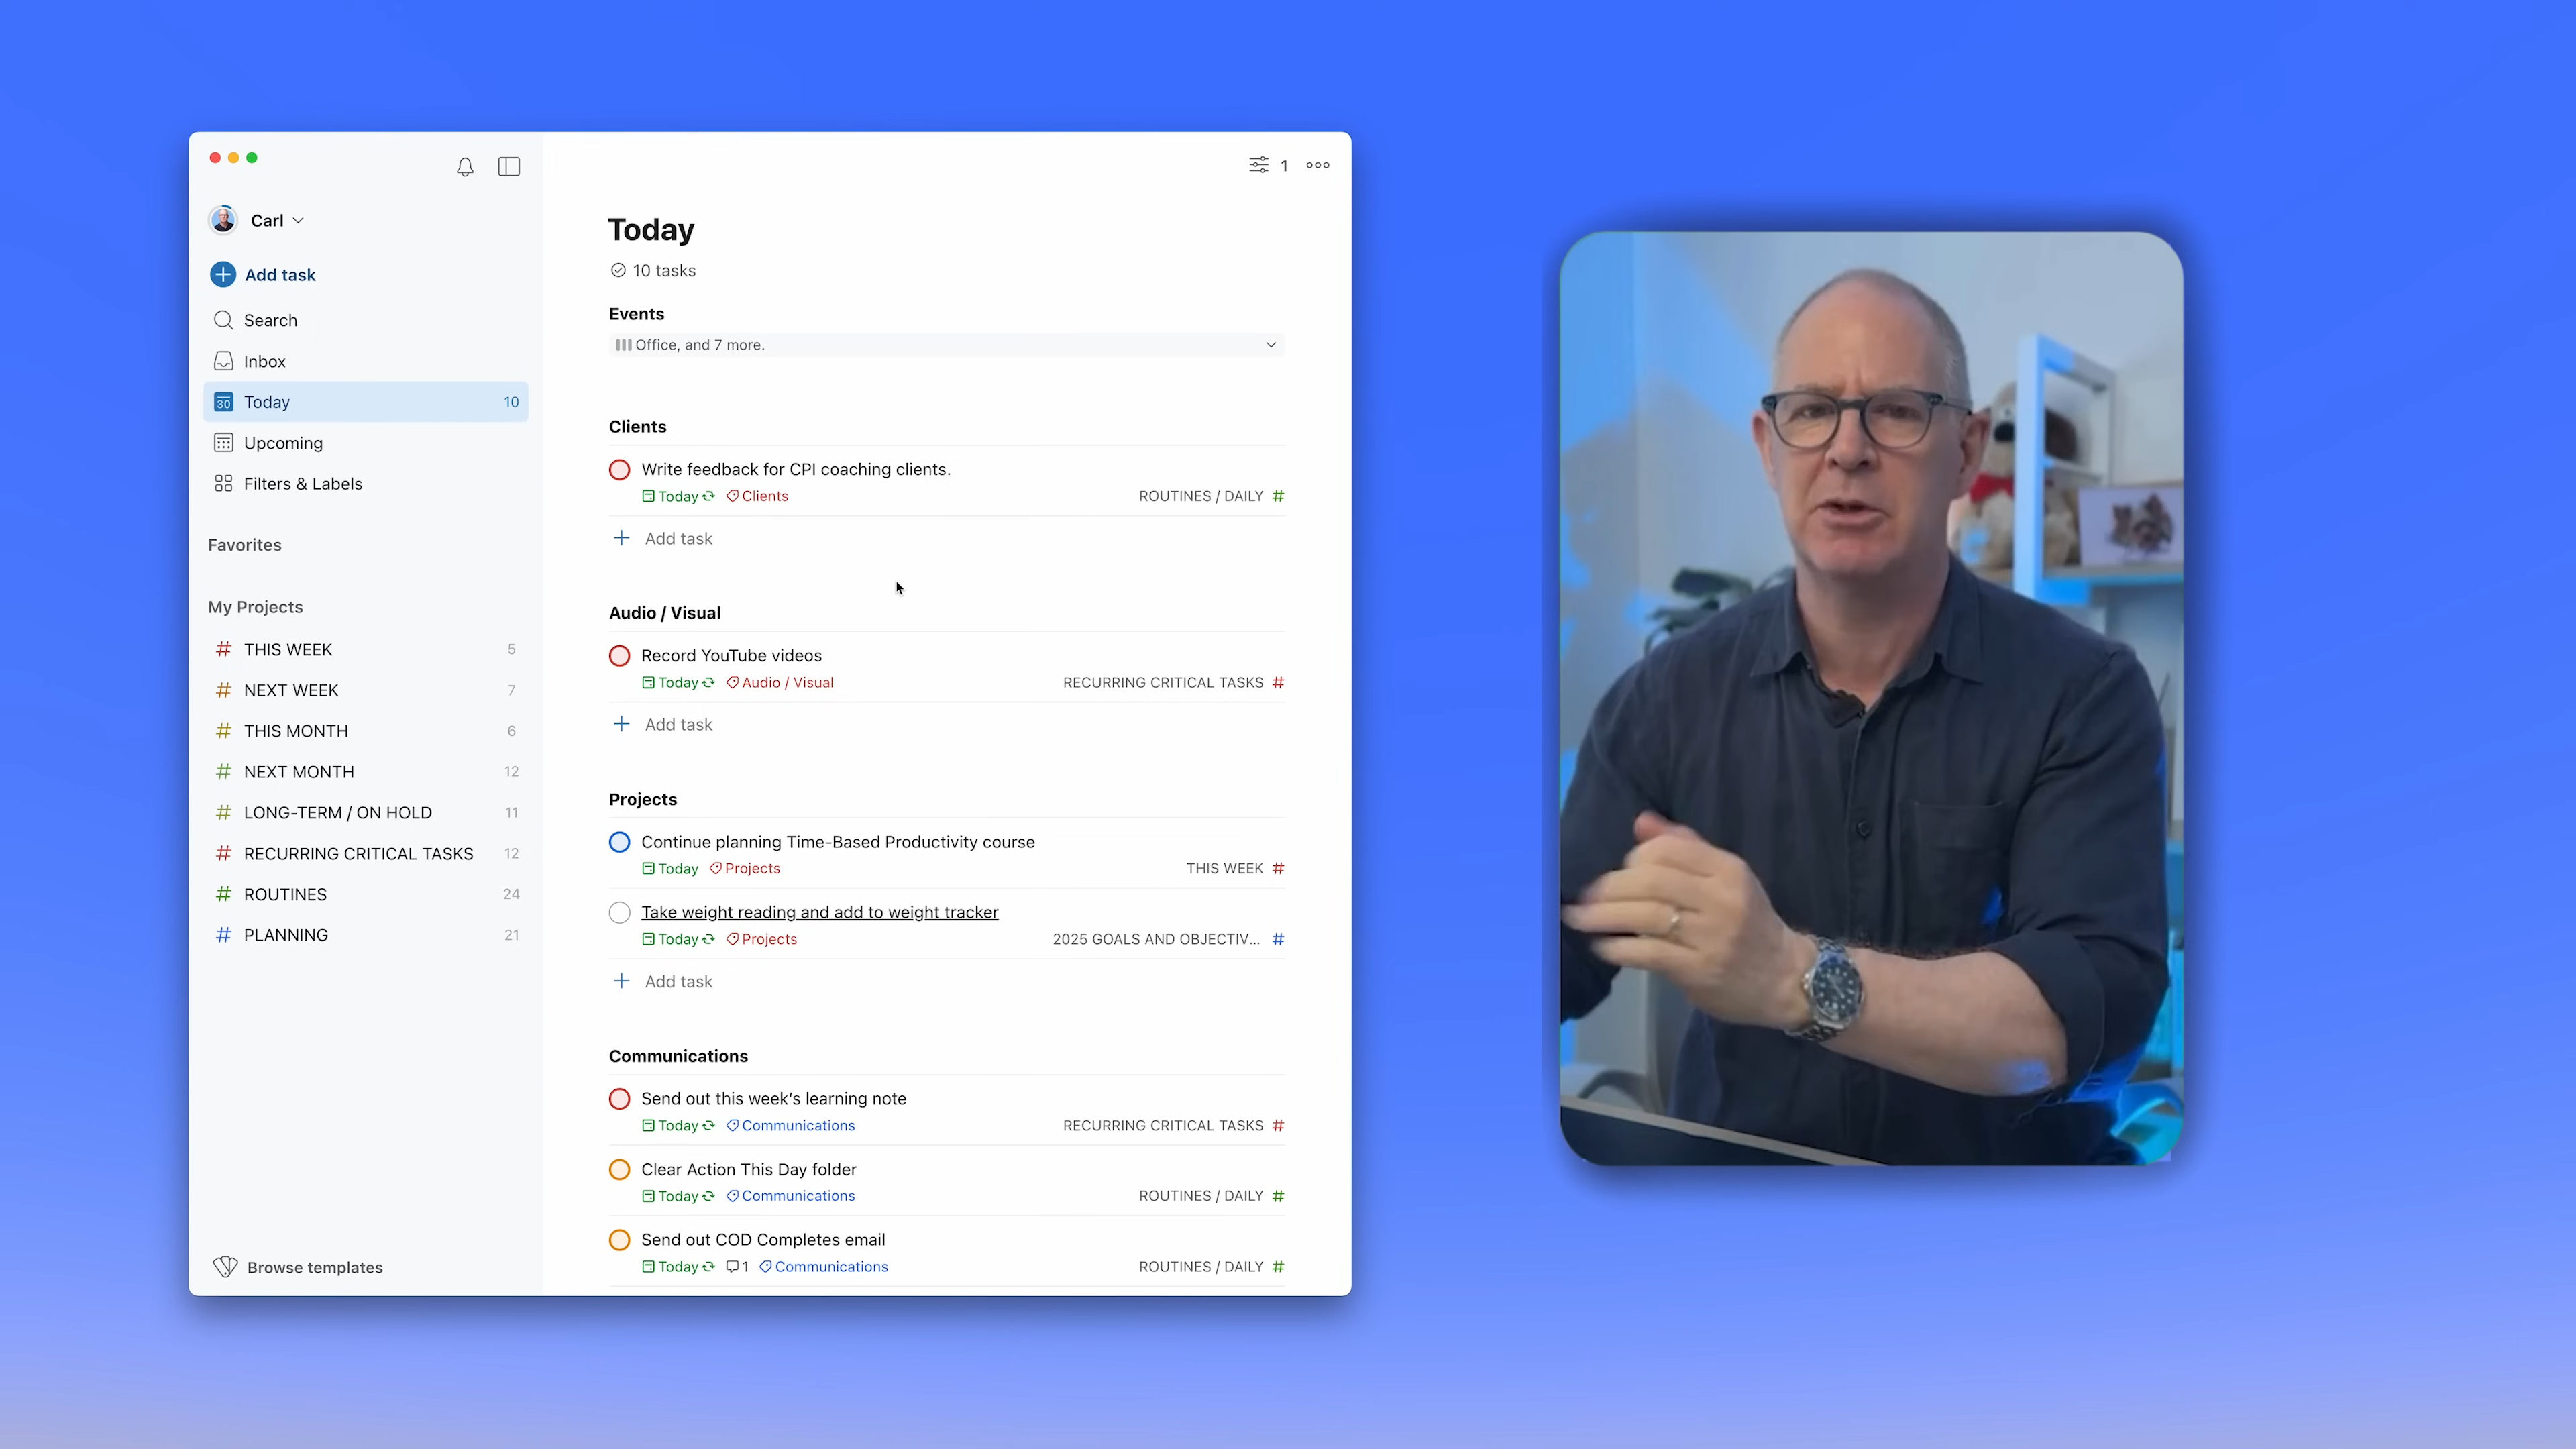 Carl
Add task
Search
Inbox
30 Today 10
Upcoming
Filters & Labels
Favorites
My Projects
# THIS WEEK 5
# NEXT WEEK 7
# THIS MONTH 6
# NEXT MONTH 12
# LONG-TERM / ON HOLD 11
# RECURRING CRITICAL TASKS 12
# ROUTINES 24
# PLANNING 21
Browse templates
1
Today
10 tasks
Events
Office, and 7 more.
Clients
Write feedback for CPI coaching clients.
Today Clients ROUTINES / DAILY #
Add task
Audio / Visual
Record YouTube videos
Today Audio / Visual RECURRING CRITICAL TASKS #
Add task
Projects
Continue planning Time-Based Productivity course
Today Projects THIS WEEK #
Take weight reading and add to weight tracker
Today Projects 2025 GOALS AND OBJECTIV... #
Add task
Communications
Send out this week's learning note
Today Communications RECURRING CRITICAL TASKS #
Clear Action This Day folder
Today Communications ROUTINES / DAILY #
Send out COD Completes email
Today 1 Communications ROUTINES / DAILY #